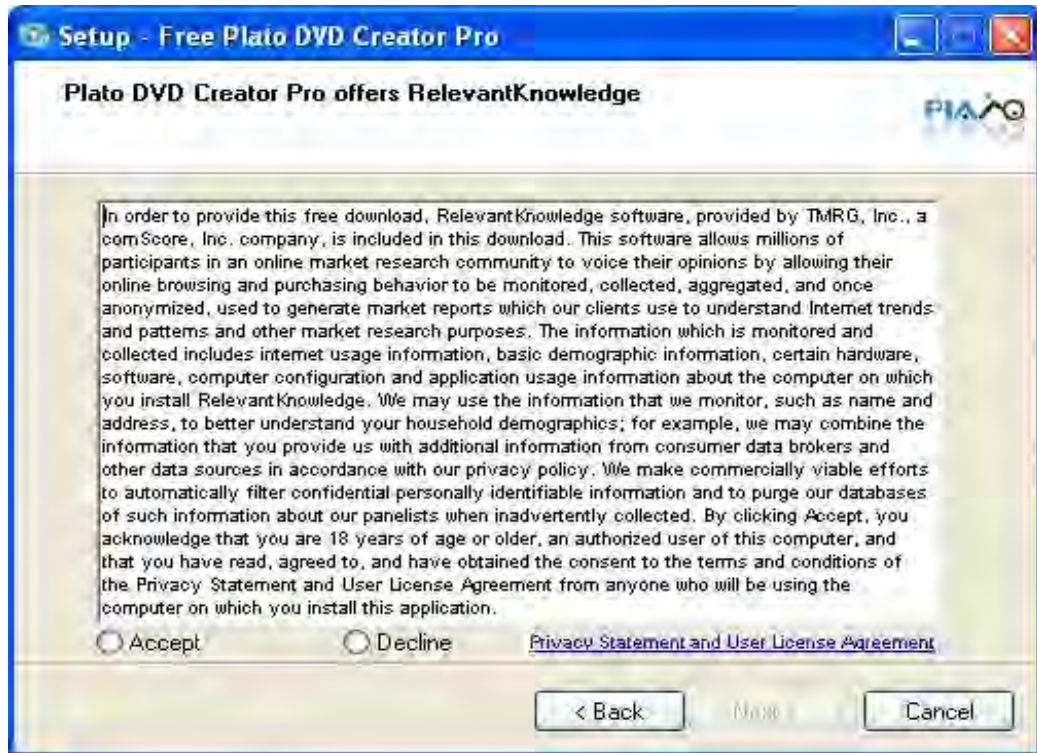 Setup - Free Plato DVD Creator Pro
Plato DVD Creator Pro offers RelevantKnowledge
PLATO
In order to provide this free download, RelevantKnowledge software, provided by TMRG, Inc., a
comScore, Inc. company, is included in this download. This software allows millions of
participants in an online market research community to voice their opinions by allowing their
online browsing and purchasing behavior to be monitored, collected, aggregated, and once
anonymized, used to generate market reports which our clients use to understand Internet trends
and patterns and other market research purposes. The information which is monitored and
collected includes internet usage information, basic demographic information, certain hardware,
software, computer configuration and application usage information about the computer on which
you install RelevantKnowledge. We may use the information that we monitor, such as name and
address, to better understand your household demographics; for example, we may combine the
information that you provide us with additional information from consumer data brokers and
other data sources in accordance with our privacy policy. We make commercially viable efforts
to automatically filter confidential personally identifiable information and to purge our databases
of such information about our panelists when inadvertently collected. By clicking Accept, you
acknowledge that you are 18 years of age or older, an authorized user of this computer, and
that you have read, agreed to, and have obtained the consent to the terms and conditions of
the Privacy Statement and User License Agreement from anyone who will be using the
computer on which you install this application.
Accept Decline Privacy Statement and User License Agreement
< Back Next > Cancel